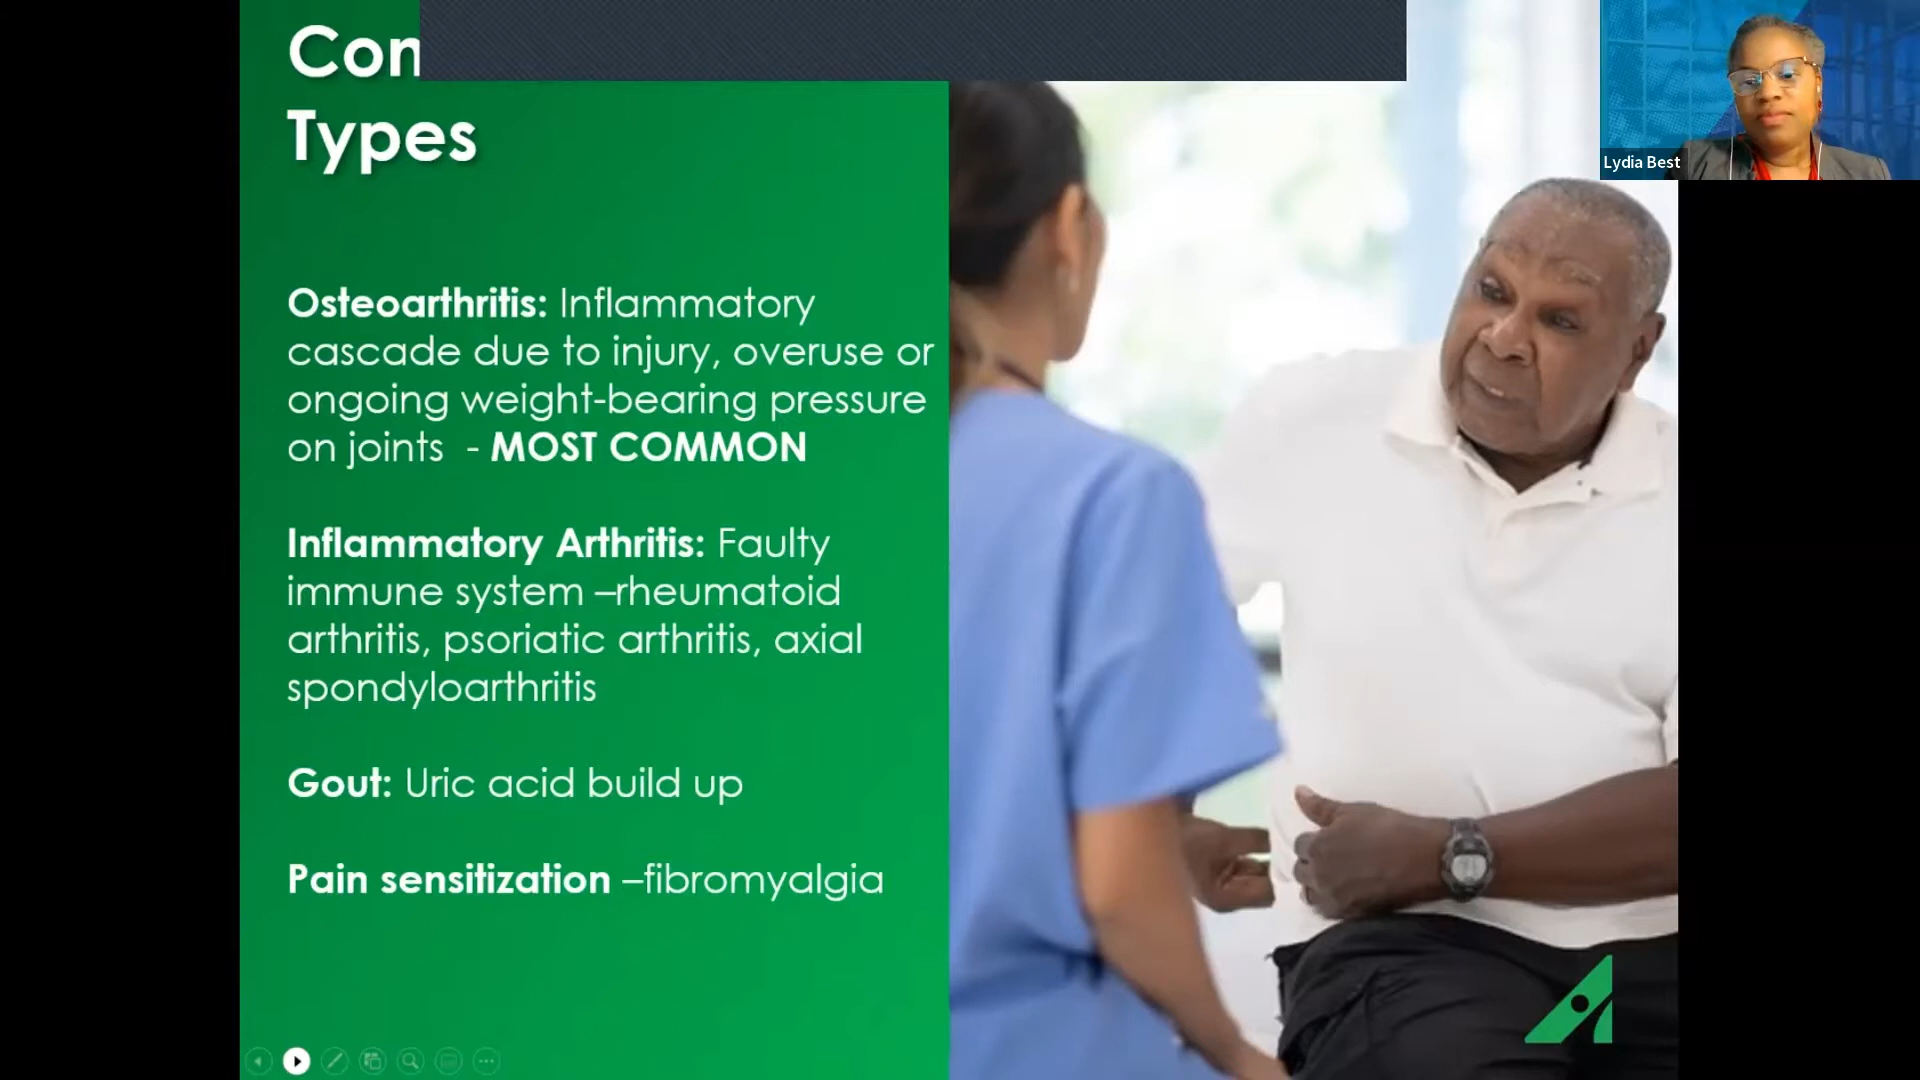 Con
Types
Lydia Best
Osteoarthritis: Inflammatory
cascade due to injury, overuse or
ongoing weight-bearing pressure
on joints - MOST COMMON
Inflammatory Arthritis: Faulty
immune system –rheumatoid
arthritis, psoriatic arthritis, axial
spondyloarthritis
Gout: Uric acid build up
Pain sensitization –fibromyalgia